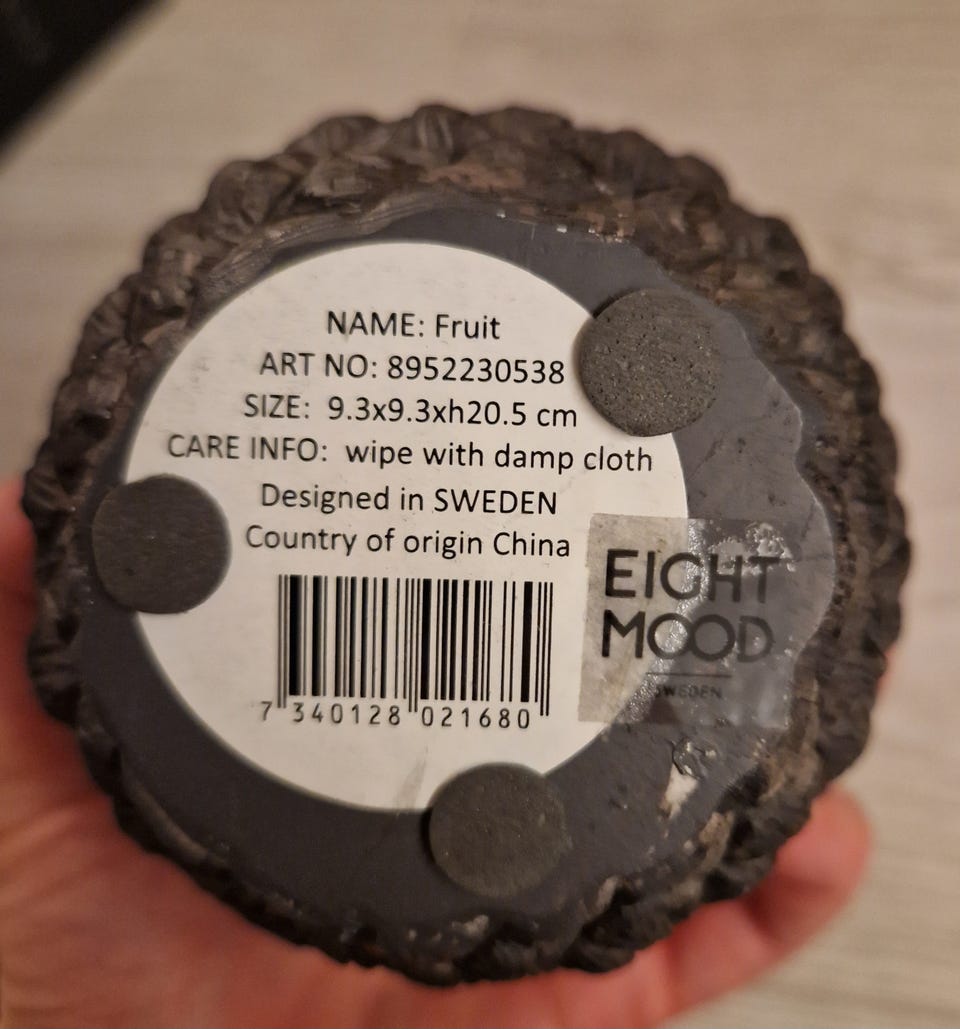 NAME: Fruit
ART NO: 8952230538
SIZE: 9.3x9.3xh20.5 cm
CARE INFO: wipe with damp cloth
Designed in SWEDEN
Country of origin China
7 340128 021680
EIGHT
MOOD
SWEDEN